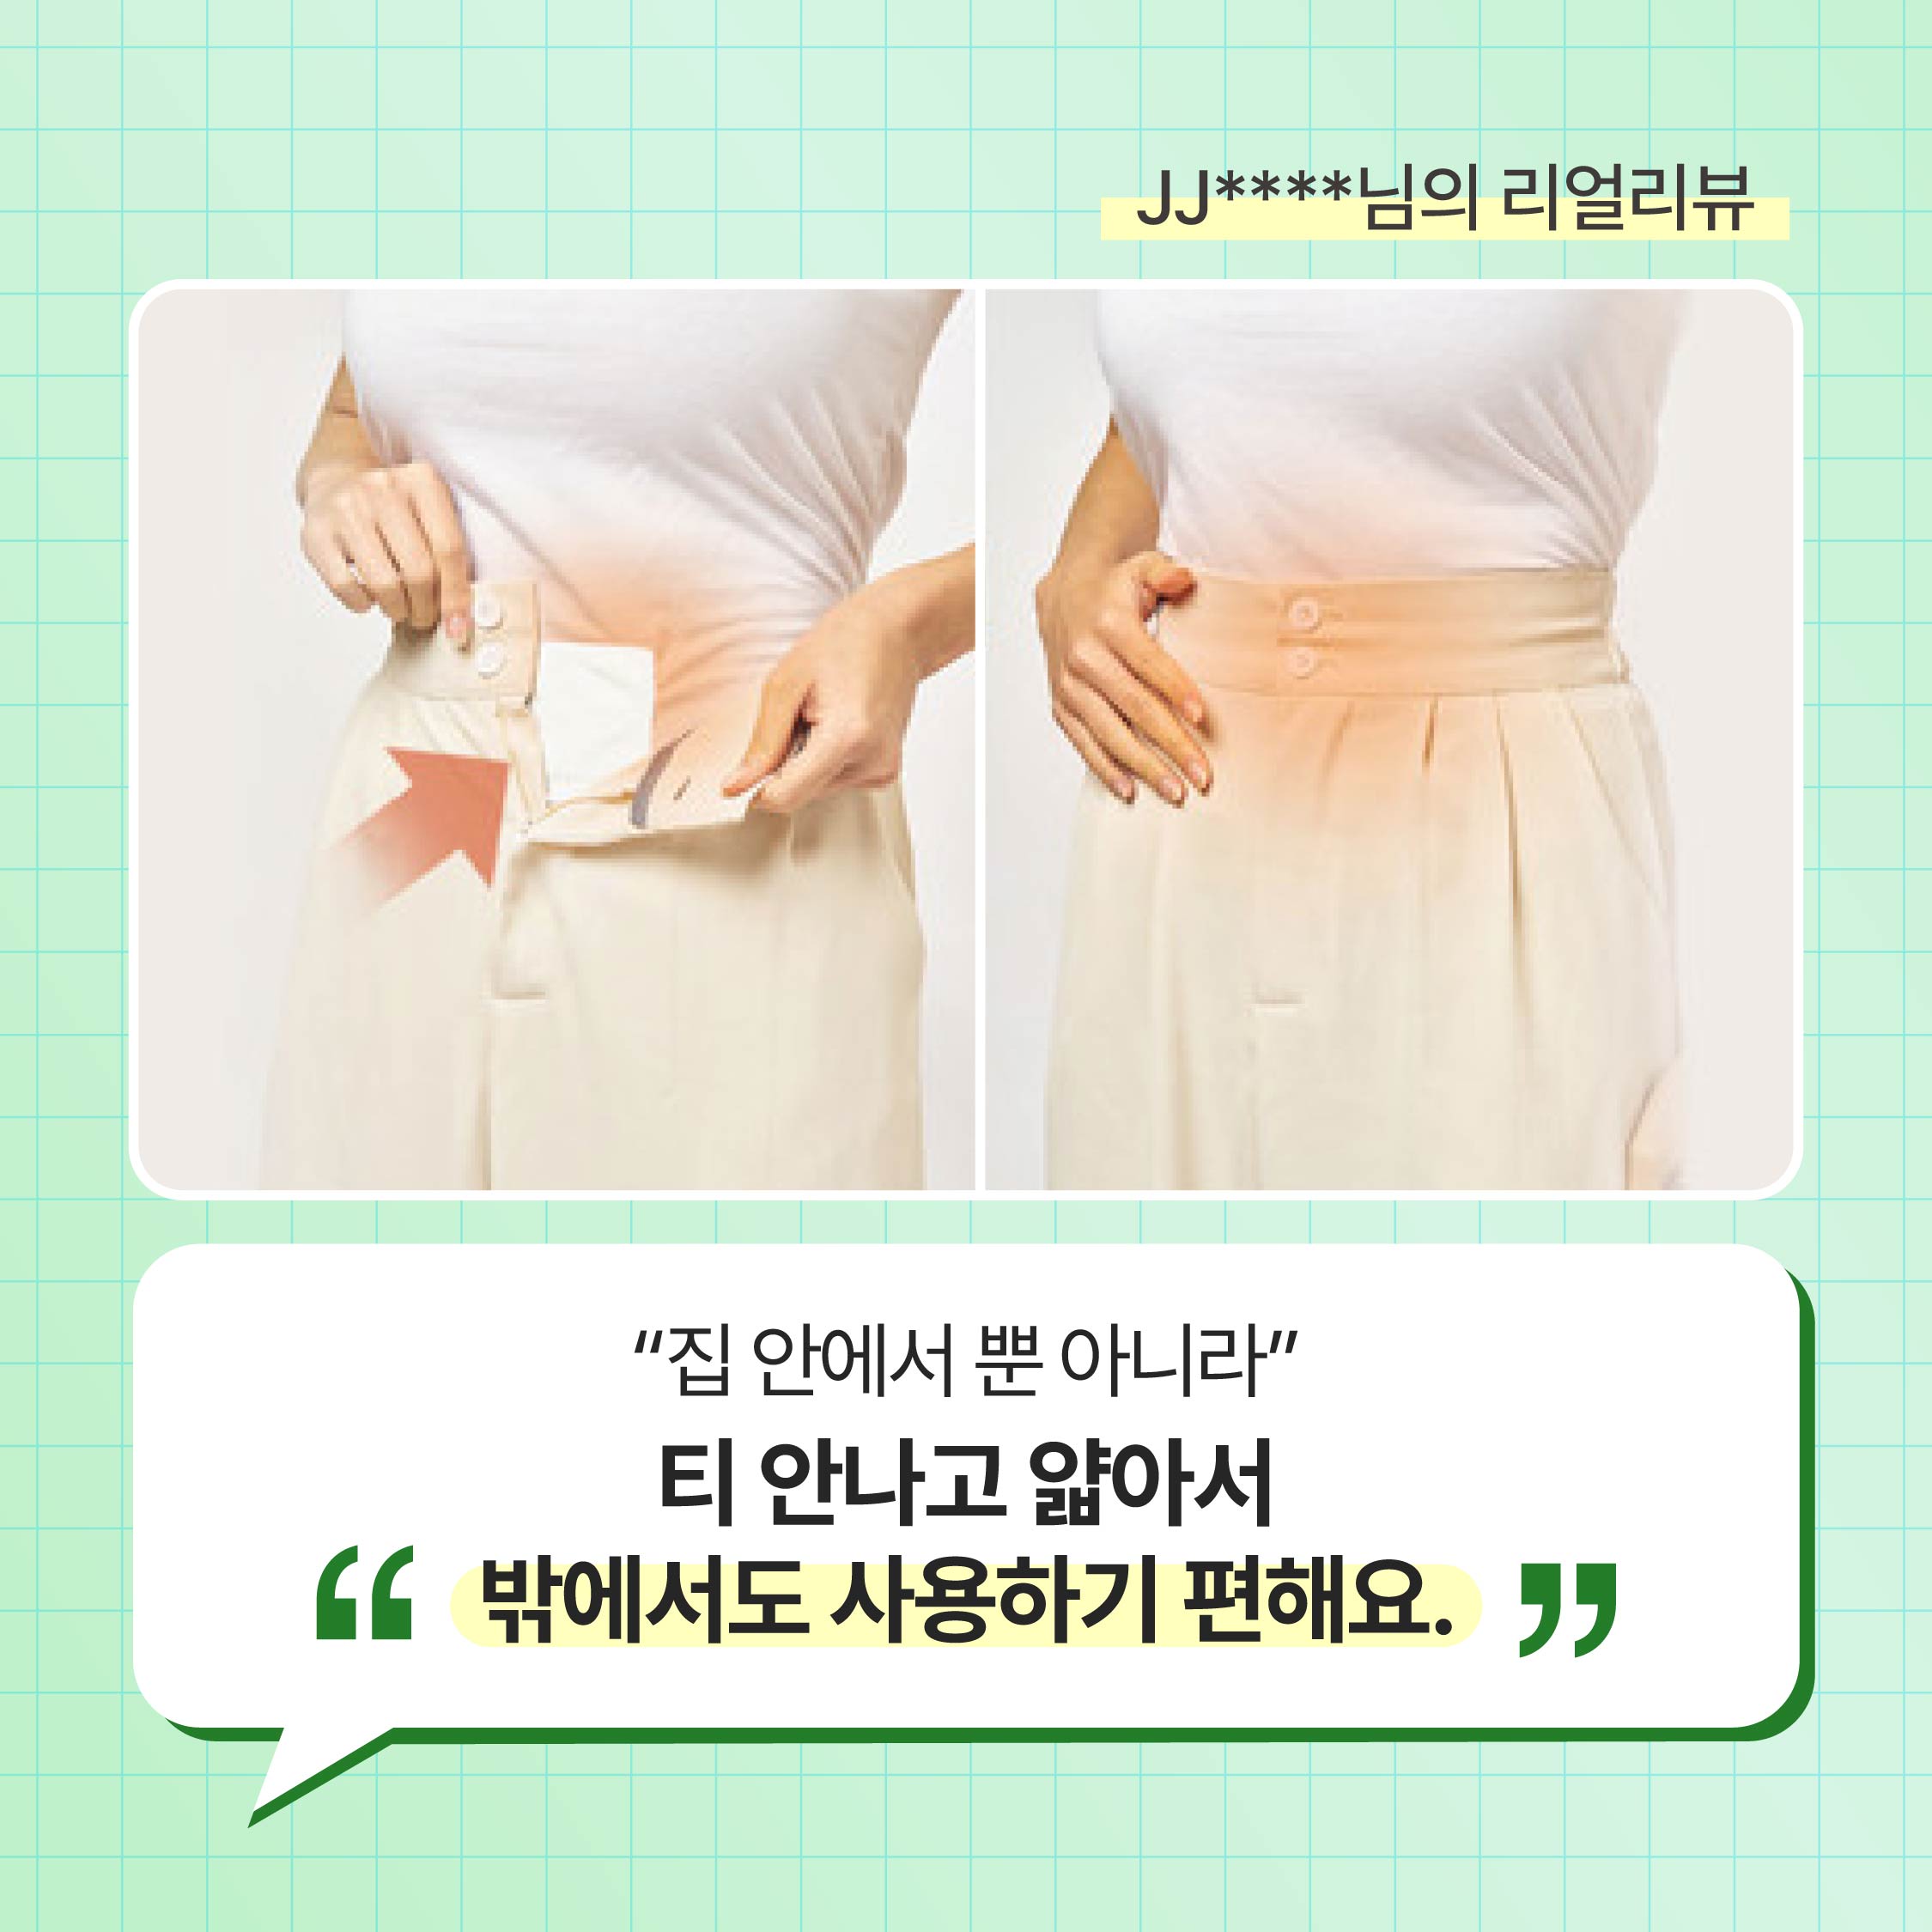 JJ****님의 리얼리뷰
“집 안에서 뿐 아니라”
티 안나고 얇아서
“ 밖에서도 사용하기 편해요. ”